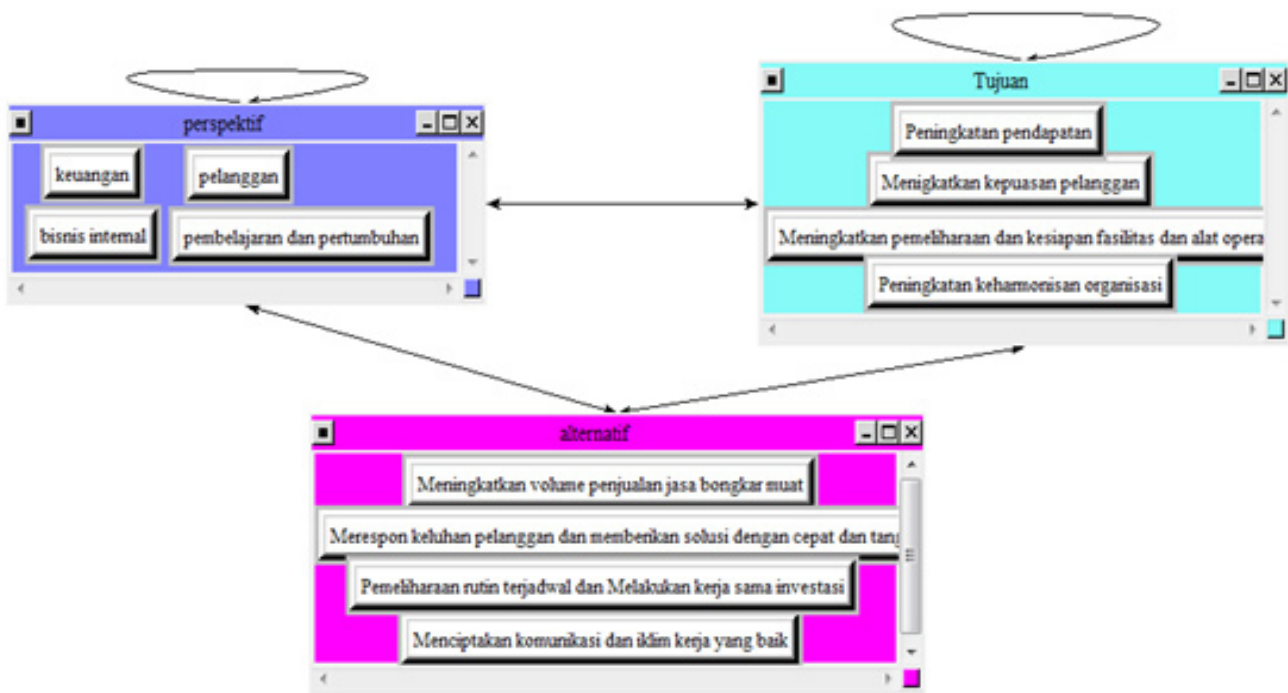 perspektif
keuangan
pelanggan
bisnis internal
pembelajaran dan pertumbuhan
Tujuan
Peningkatan pendapatan
Menigkatkan kepuasan pelanggan
Meningkatkan pemeliharaan dan kesiapan fasilitas dan alat opera
Peningkatan keharmonisan organisasi
alternatif
Meningkatkan volume penjualan jasa bongkar muat
Merespon keluhan pelanggan dan memberikan solusi dengan cepat dan tang
Pemeliharaan rutin terjadwal dan Melakukan kerja sama investasi
Menciptakan komunikasi dan iklim kerja yang baik